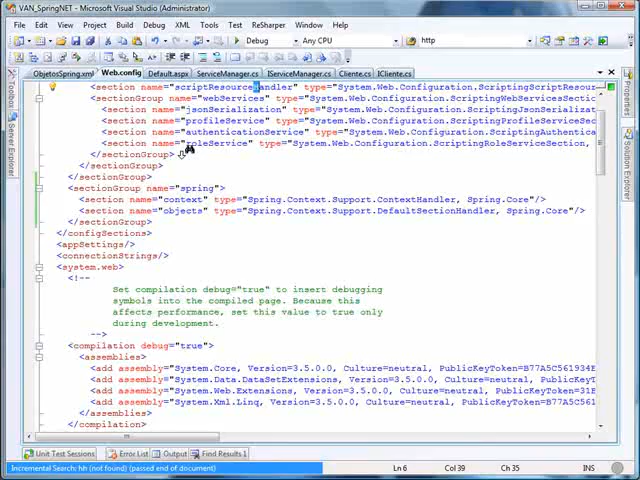 VAN_SpringNET - Microsoft Visual Studio (Administrator)
File Edit View Project Build Debug XML Tools Test ReSharper Window Spring Help
Debug Any CPU http
ObjetosSpring.xml Web.config Default.aspx ServiceManager.cs IServiceManager.cs Cliente.cs ICliente.cs
Toolbox
Server Explorer
Properties
Solution Explorer
<section name="scriptResourceHandler" type="System.Web.Configuration.ScriptingScriptResour
<sectionGroup name="webServices" type="System.Web.Configuration.ScriptingWebServicesSectio
<section name="jsonSerialization" type="System.Web.Configuration.ScriptingJsonSerializat
<section name="profileService" type="System.Web.Configuration.ScriptingProfileServiceSec
<section name="authenticationService" type="System.Web.Configuration.ScriptingAuthentica
<section name="roleService" type="System.Web.Configuration.ScriptingRoleServiceSection,
</sectionGroup>
</sectionGroup>
</sectionGroup>
<sectionGroup name="spring">
<section name="context" type="Spring.Context.Support.ContextHandler, Spring.Core"/>
<section name="objects" type="Spring.Context.Support.DefaultSectionHandler, Spring.Core"/>
</sectionGroup>
</configSections>
<appSettings/>
<connectionStrings/>
<system.web>
<!--
Set compilation debug="true" to insert debugging
symbols into the compiled page. Because this
affects performance, set this value to true only
during development.
-->
<compilation debug="true">
<assemblies>
<add assembly="System.Core, Version=3.5.0.0, Culture=neutral, PublicKeyToken=B77A5C561934E
<add assembly="System.Data.DataSetExtensions, Version=3.5.0.0, Culture=neutral, PublicKeyT
<add assembly="System.Web.Extensions, Version=3.5.0.0, Culture=neutral, PublicKeyToken=31B
<add assembly="System.Xml.Linq, Version=3.5.0.0, Culture=neutral, PublicKeyToken=B77A5C561
</assemblies>
</compilation>
Unit Test Sessions Error List Output Find Results 1
Incremental Search: hh (not found) (passed end of document) Ln 6 Col 39 Ch 35 INS